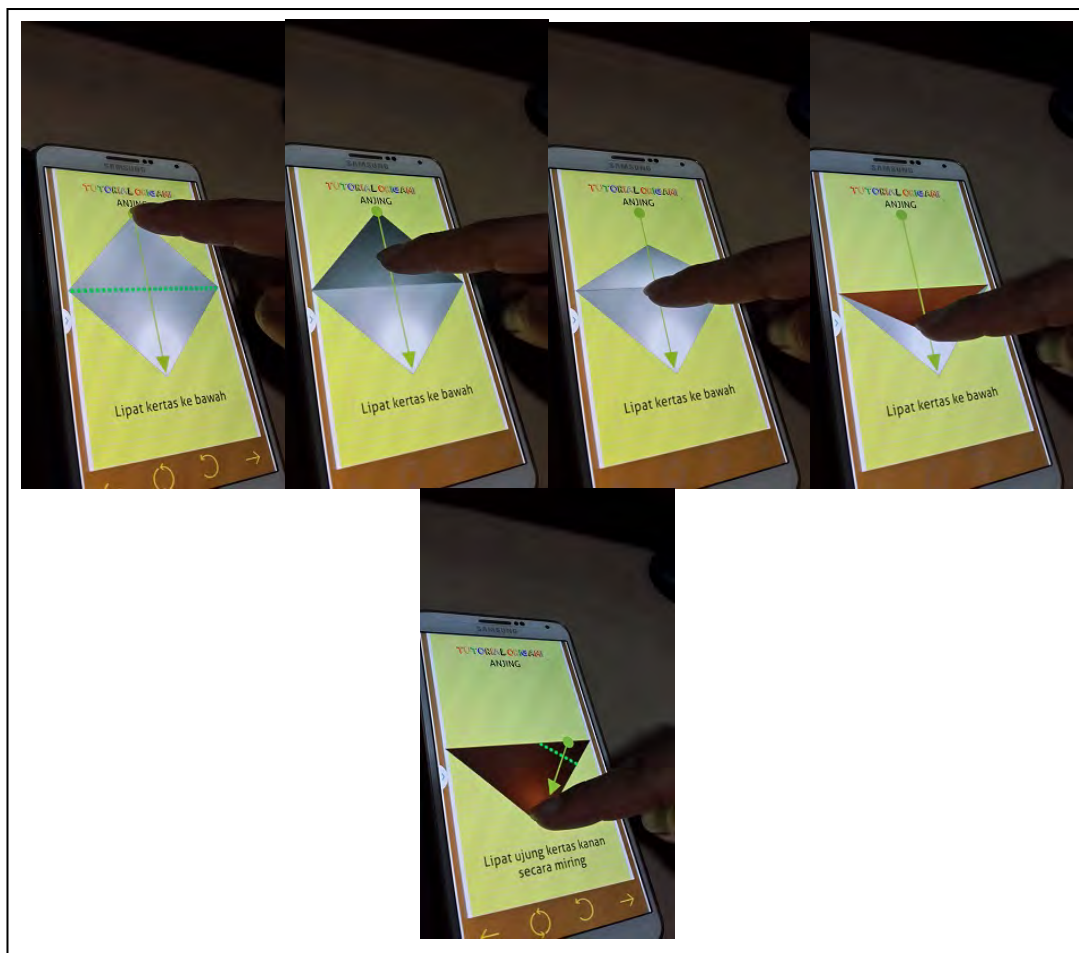 SAMSUNG
TUTORIAL ORIGAMI
ANJING
Lipat kertas ke bawah
SAMSUNG
TUTORIAL ORIGAMI
ANJING
Lipat kertas ke bawah
SAMSUNG
TUTORIAL ORIGAMI
ANJING
Lipat kertas ke bawah
SAMSUNG
TUTORIAL ORIGAMI
ANJING
Lipat kertas ke bawah
SAMSUNG
TUTORIAL ORIGAMI
ANJING
Lipat ujung kertas kanan
secara miring